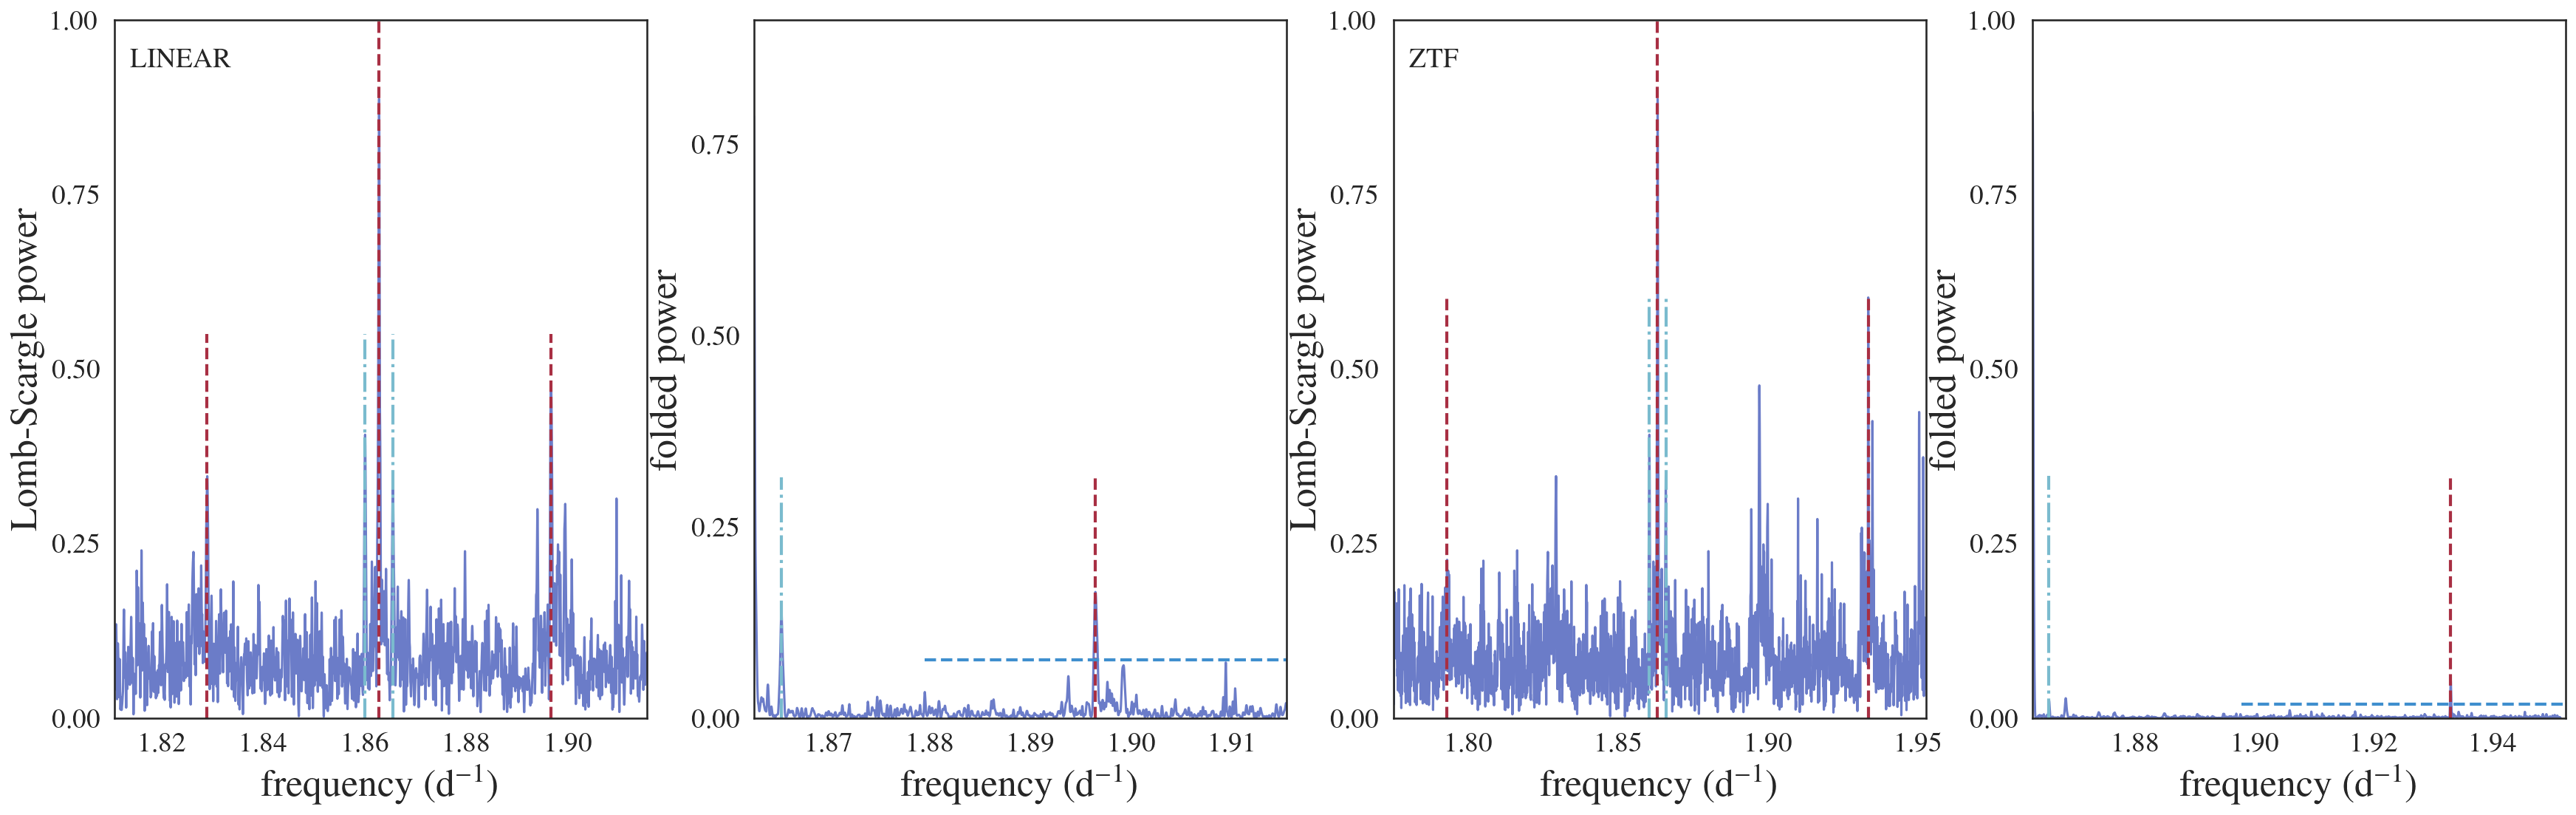 LINEAR
Lomb-Scargle power
1.00
0.75
0.50
0.25
0.00
1.82 1.84 1.86 1.88 1.90
frequency (d⁻¹)
folded power
0.75
0.50
0.25
0.00
1.87 1.88 1.89 1.90 1.91
frequency (d⁻¹)
ZTF
Lomb-Scargle power
1.00
0.75
0.50
0.25
0.00
1.80 1.85 1.90 1.95
frequency (d⁻¹)
folded power
1.00
0.75
0.50
0.25
0.00
1.88 1.90 1.92 1.94
frequency (d⁻¹)